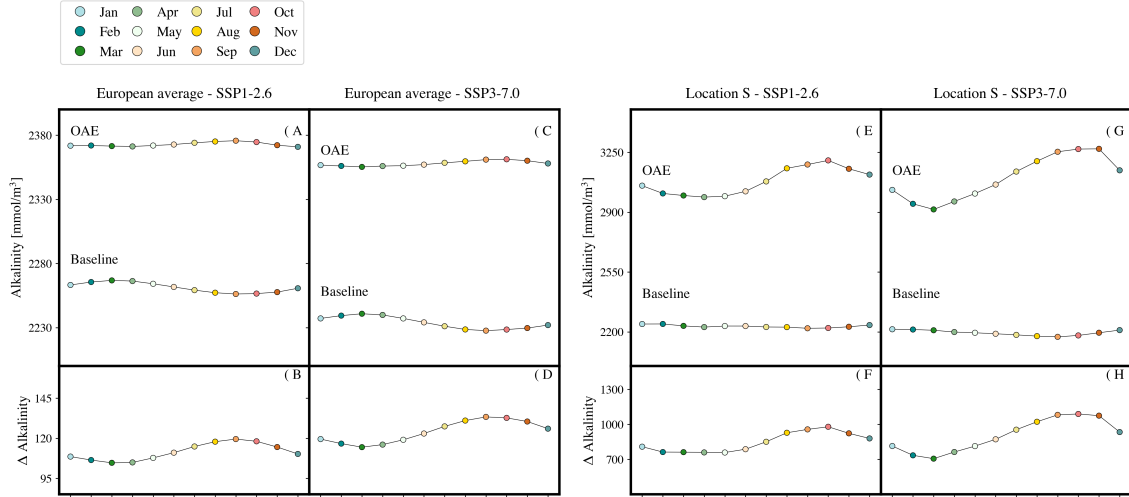 Jan Apr Jul Oct
Feb May Aug Nov
Mar Jun Sep Dec
European average - SSP1-2.6
European average - SSP3-7.0
Location S - SSP1-2.6
Location S - SSP3-7.0
Alkalinity [mmol/m³]
2380
2330
2280
2230
OAE
( A
Baseline
( C
OAE
Baseline
Δ Alkalinity
145
120
95
( B
( D
Alkalinity [mmol/m³]
3250
2900
2550
2200
( E
OAE
Baseline
( G
OAE
Baseline
Δ Alkalinity
1300
1000
700
( F
( H